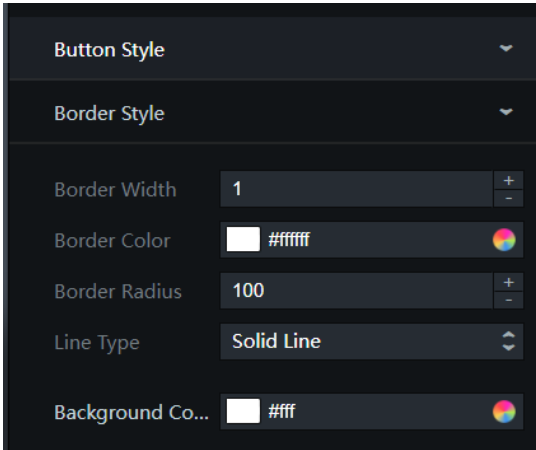 Button Style
Border Style
Border Width 1 + -
Border Color #ffffff
Border Radius 100 + -
Line Type Solid Line
Background Co... #fff